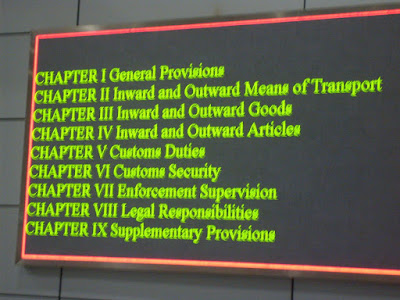 CHAPTER I General Provisions
CHAPTER II Inward and Outward Means of Transport
CHAPTER III Inward and Outward Goods
CHAPTER IV Inward and Outward Articles
CHAPTER V Customs Duties
CHAPTER VI Customs Security
CHAPTER VII Enforcement Supervision
CHAPTER VIII Legal Responsibilities
CHAPTER IX Supplementary Provisions